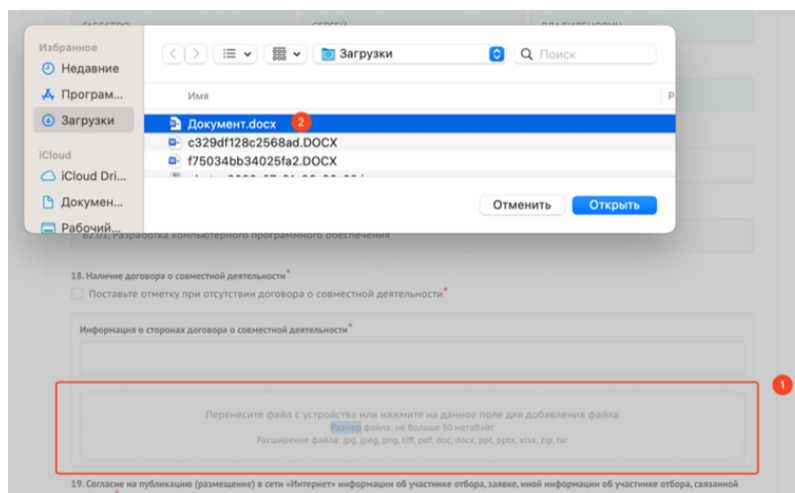 СЕРГЕЙ
ВЛАДИЛЕНОВИЧ
Избранное
Недавние
Програм...
Загрузки
iCloud
iCloud Dri...
Докумен...
Рабочий...
Загрузки
Поиск
Имя
Р
Документ.docx 2
c329df128c2568ad.DOCX
f75034bb34025fa2.DOCX
Отменить Открыть
62.01, Разработка компьютерного программного обеспечения
18. Наличие договора о совместной деятельности*
Поставьте отметку при отсутствии договора о совместной деятельности*
Информация о сторонах договора о совместной деятельности*
1
Перенесите файл с устройства или нажмите на данное поле для добавления файла
Размер файла: не больше 50 мегабайт
Расширение файла: jpg, jpeg, png, tiff, pdf, doc, docx, ppt, pptx, xlsx, zip, rar
19. Согласие на публикацию (размещение) в сети «Интернет» информации об участнике отбора, заявке, иной информации об участнике отбора, связанной